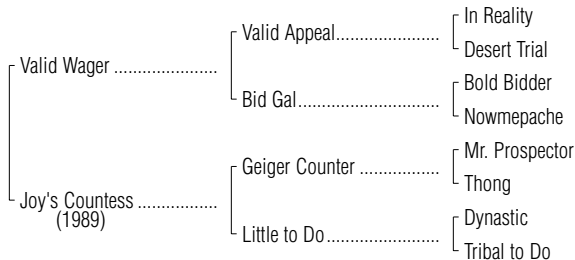 In Reality
Valid Appeal.......................
Desert Trial
Valid Wager ......................
Bold Bidder
Bid Gal...............................
Nowmepache
Mr. Prospector
Geiger Counter .................
Thong
Joy's Countess .................
(1989)
Dynastic
Little to Do.........................
Tribal to Do